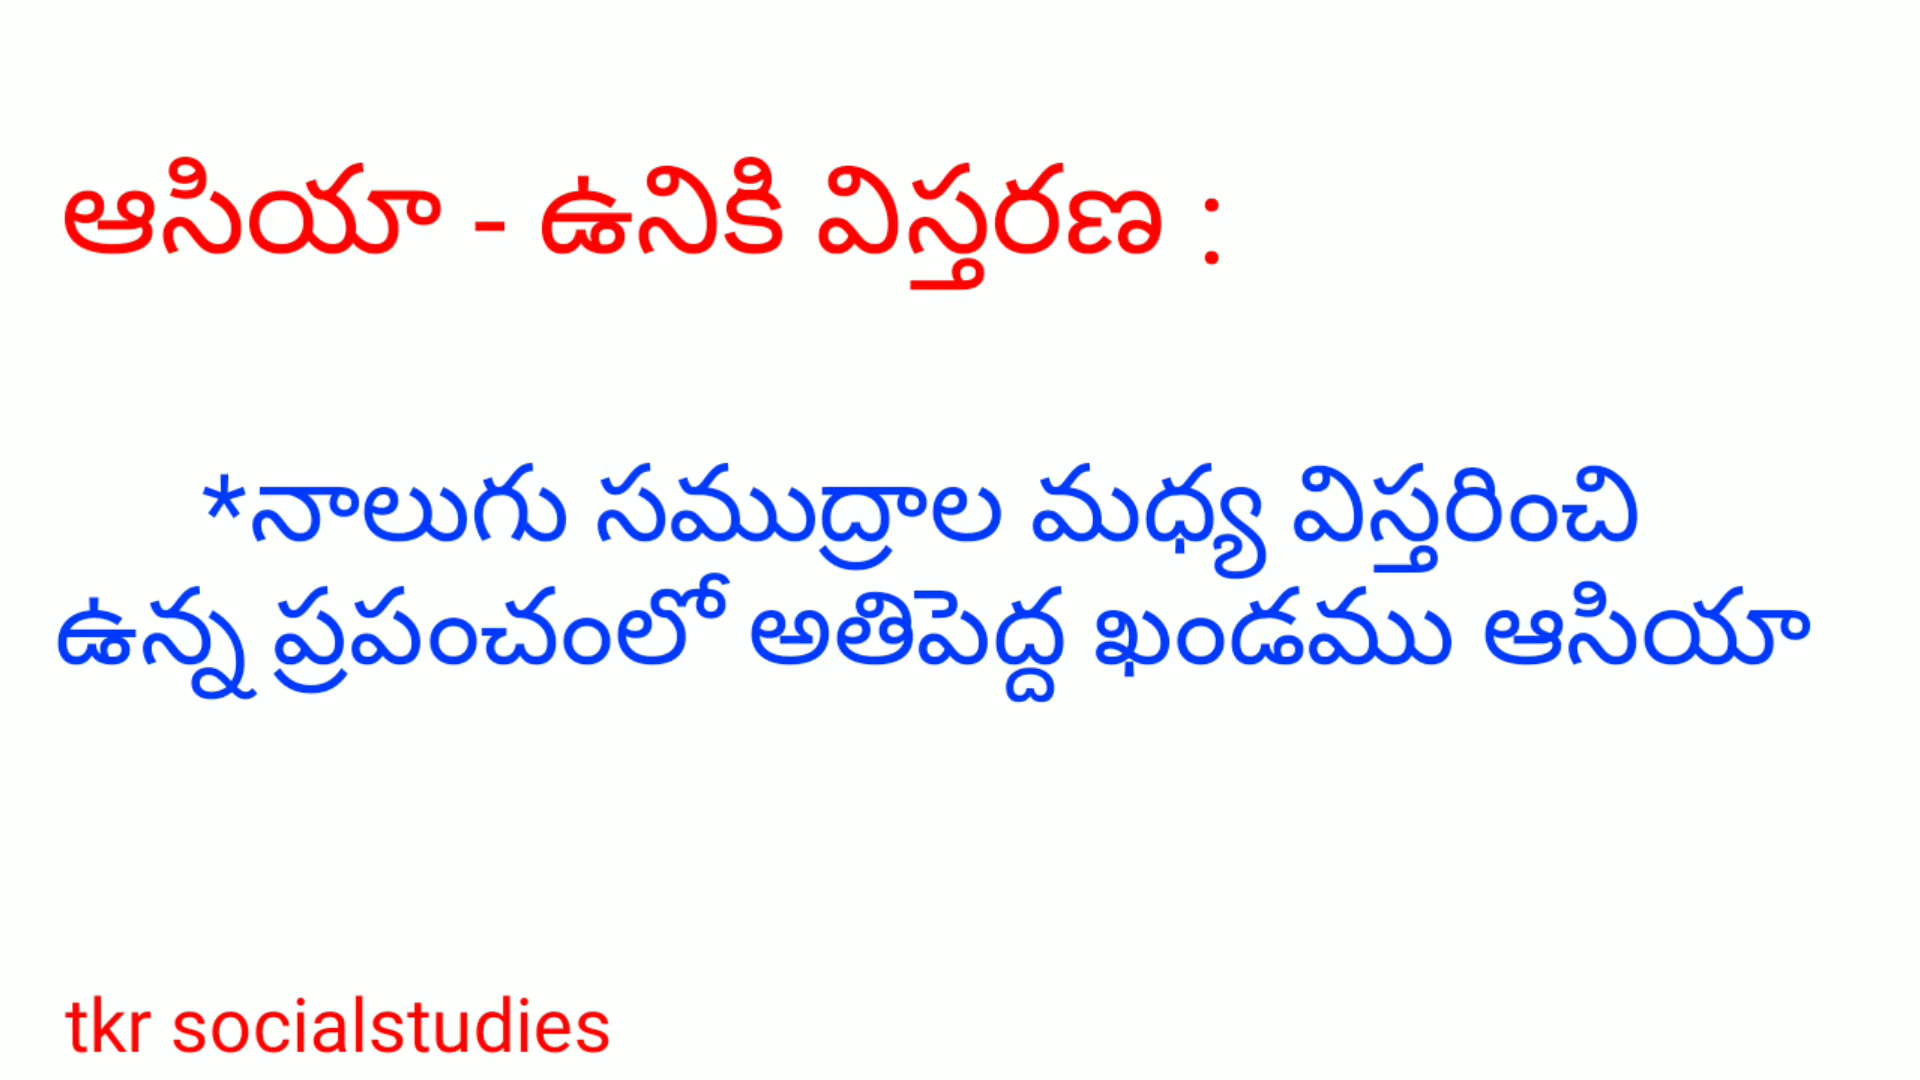 ఆసియా - ఉనికి విస్తరణ :
*నాలుగు సముద్రాల మధ్య విస్తరించి
ఉన్న ప్రపంచంలో అతిపెద్ద ఖండము ఆసియా
tkr socialstudies